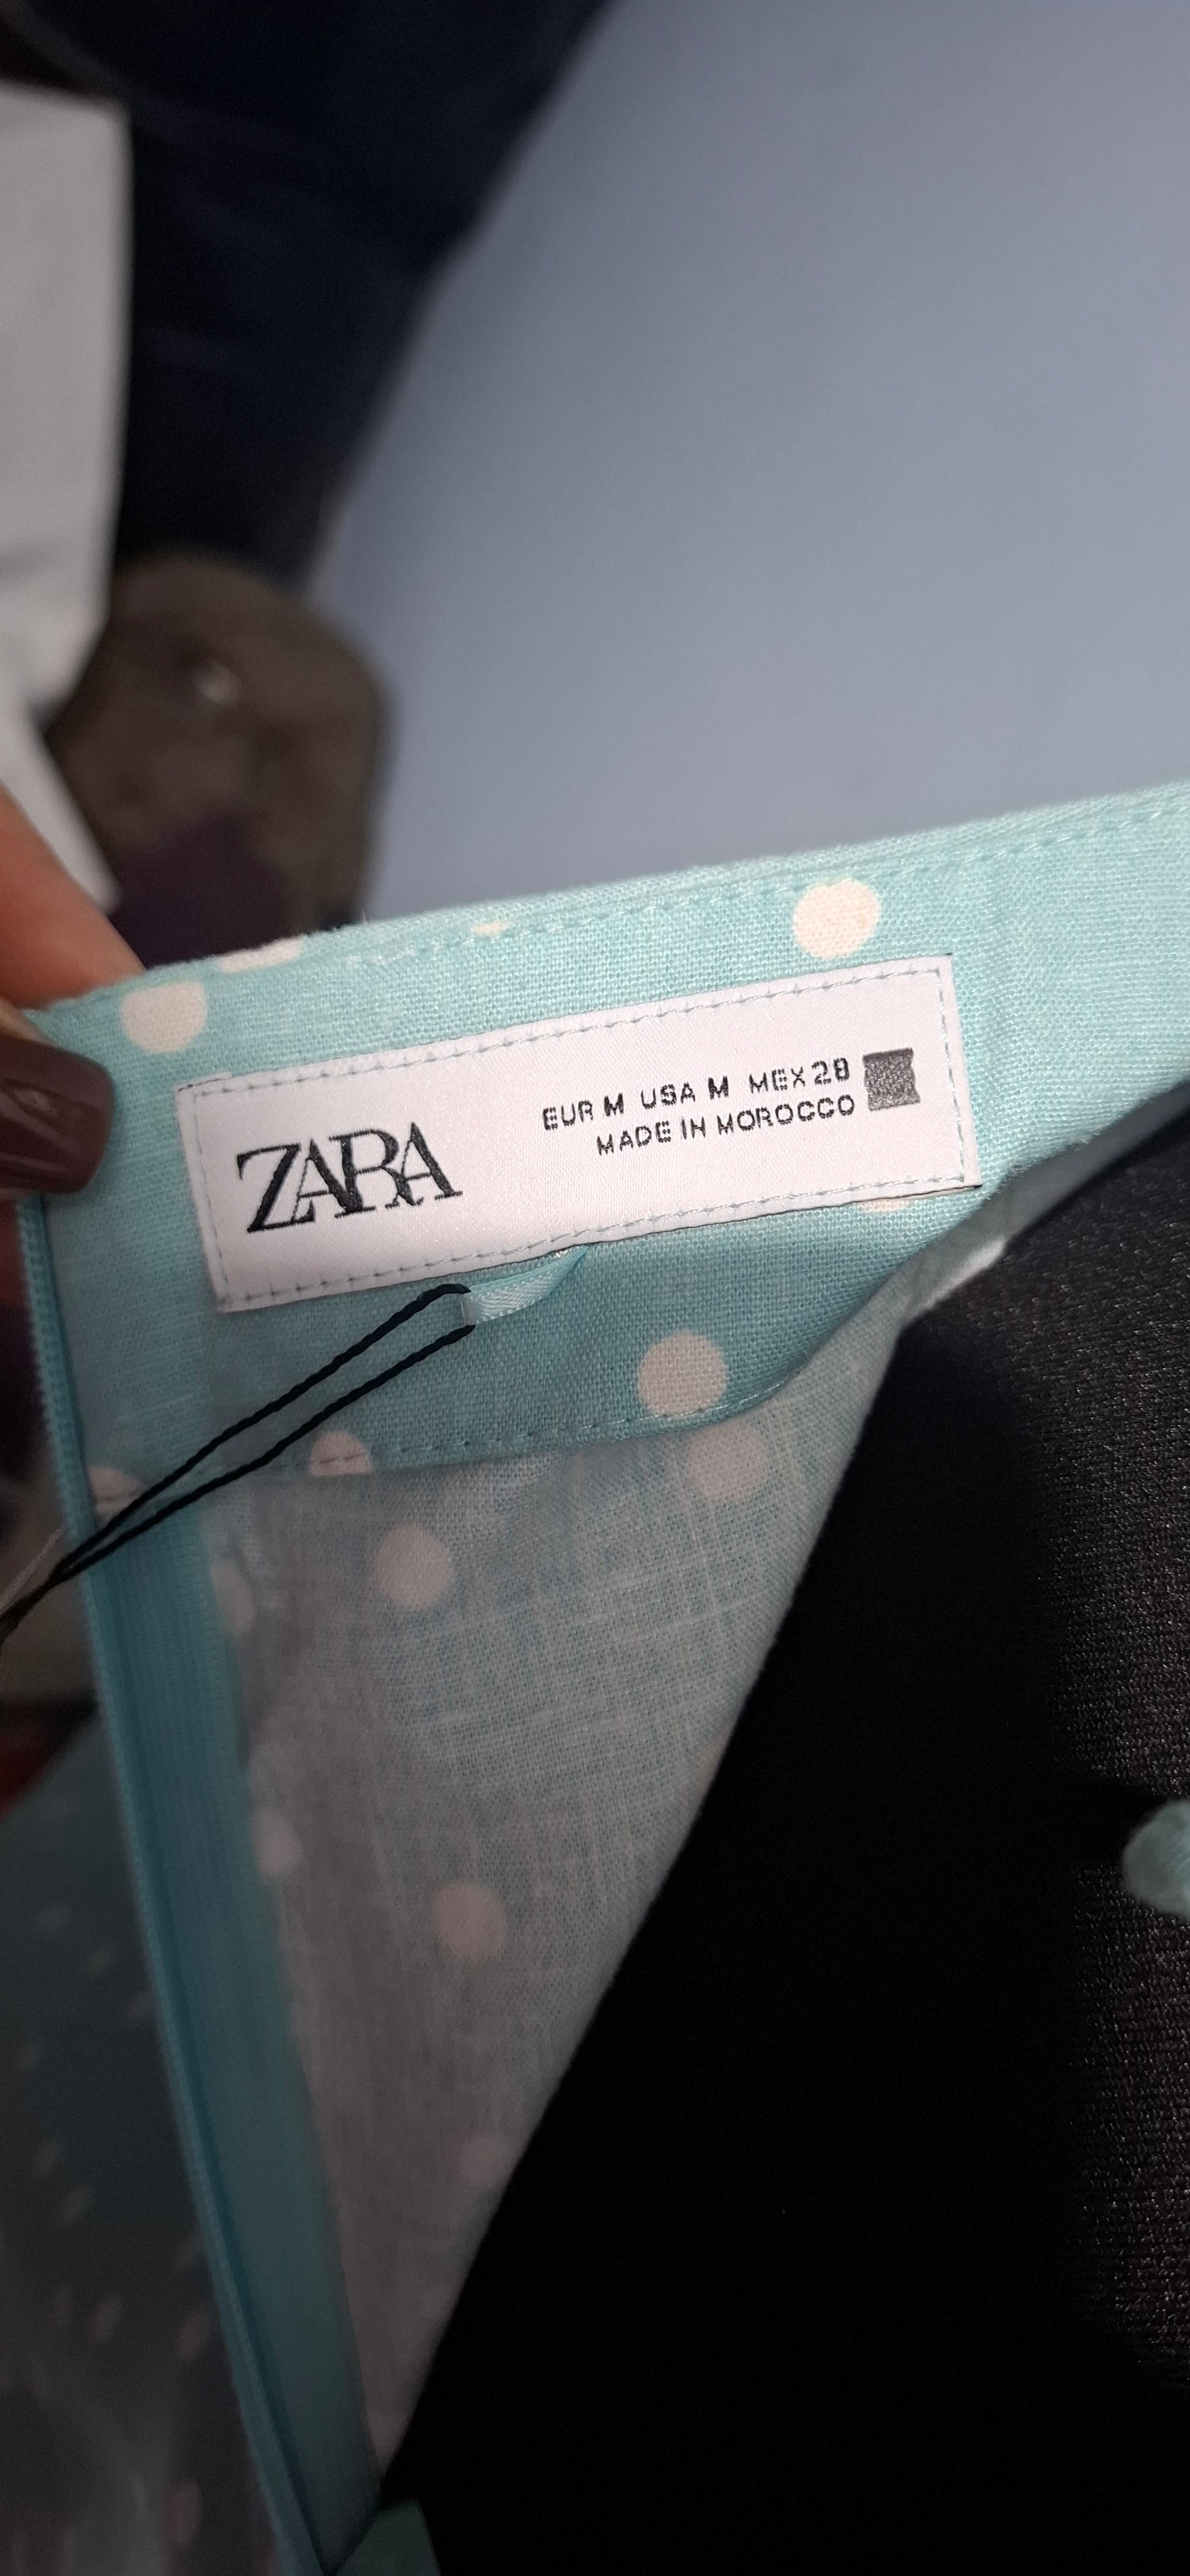 ZARA
EUR M USA M MEX 28
MADE IN MOROCCO